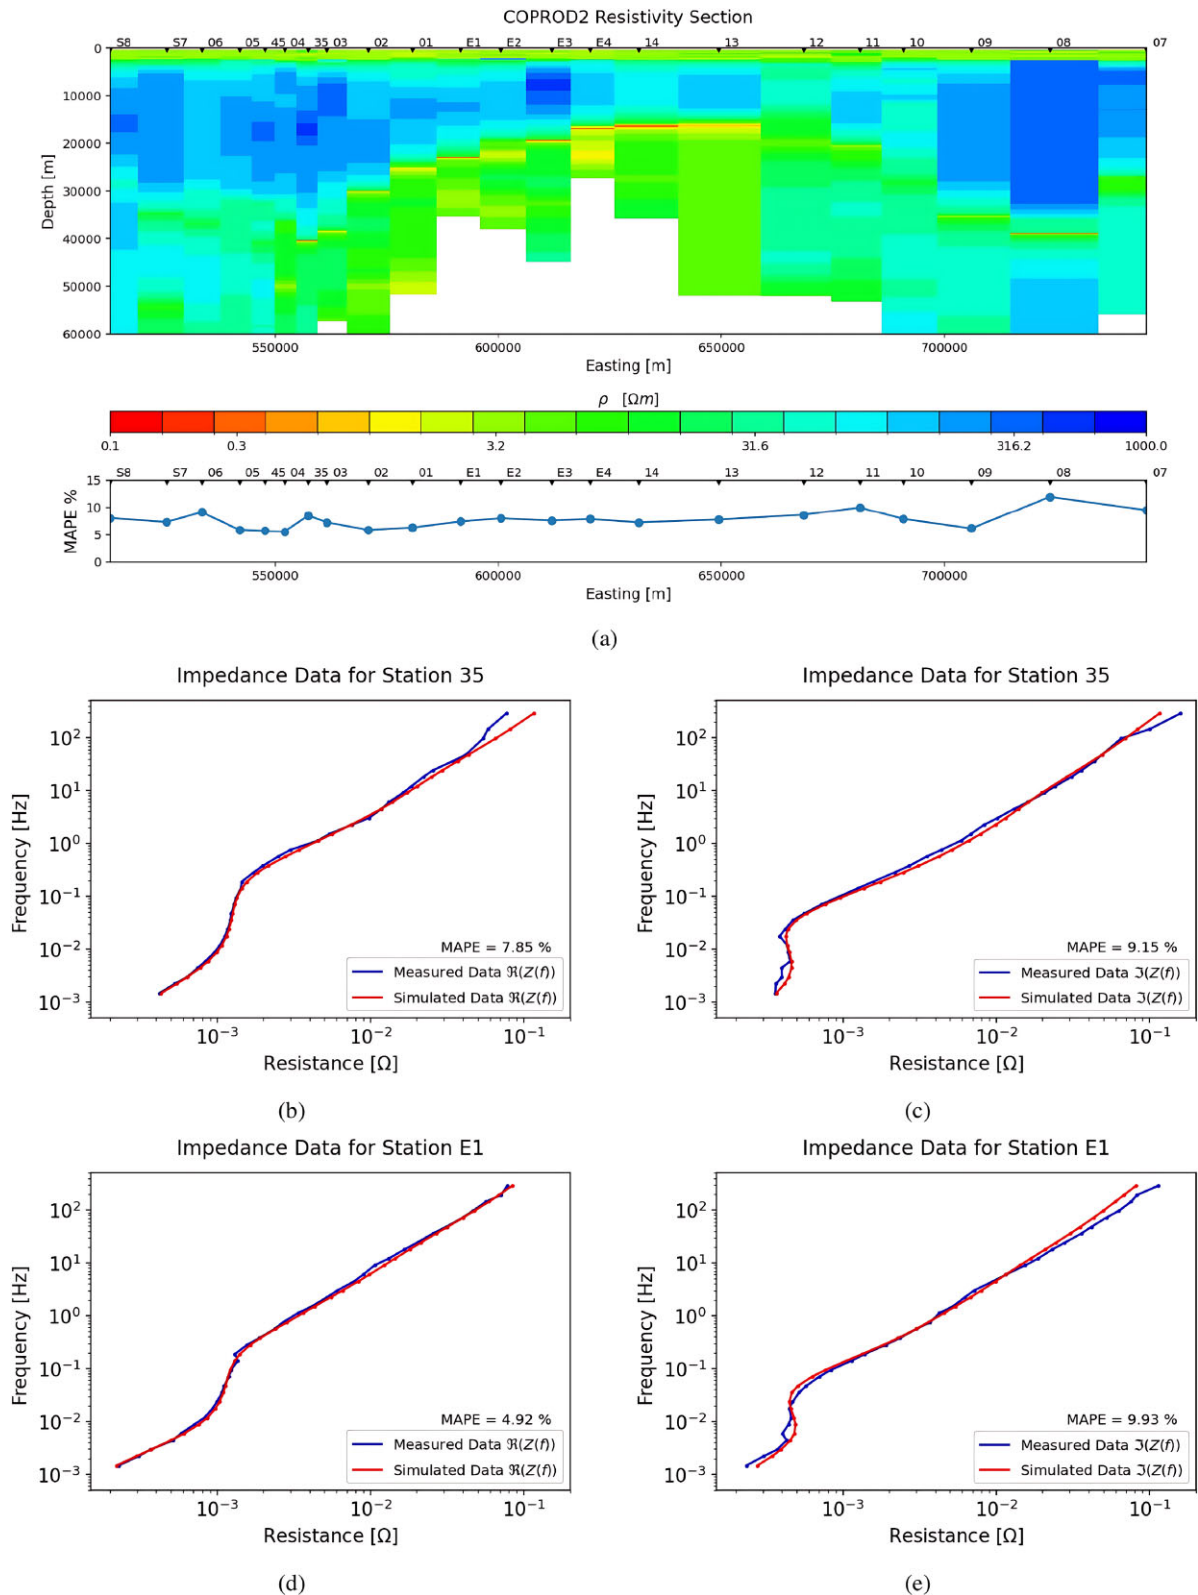 COPROD2 Resistivity Section
S8 S7 06 05 45 04 35 03 02 01 E1 E2 E3 E4 14 13 12 11 10 09 08 07
0
10000
20000
30000
40000
50000
60000
Depth [m]
550000 600000 650000 700000
Easting [m]
ρ [Ωm]
0.1 0.3 3.2 31.6 316.2 1000.0
S8 S7 06 05 45 04 35 03 02 01 E1 E2 E3 E4 14 13 12 11 10 09 08 07
15
10
5
0
MAPE %
550000 600000 650000 700000
Easting [m]
(a)
Impedance Data for Station 35
10² 
10¹
10⁰
10⁻¹
10⁻²
10⁻³
Frequency [Hz]
MAPE = 7.85 %
Measured Data ℜ(Z(f))
Simulated Data ℜ(Z(f))
10⁻³ 10⁻² 10⁻¹
Resistance [Ω]
(b)
Impedance Data for Station 35
10²
10¹
10⁰
10⁻¹
10⁻²
10⁻³
Frequency [Hz]
MAPE = 9.15 %
Measured Data ℑ(Z(f))
Simulated Data ℑ(Z(f))
10⁻³ 10⁻² 10⁻¹
Resistance [Ω]
(c)
Impedance Data for Station E1
10²
10¹
10⁰
10⁻¹
10⁻²
10⁻³
Frequency [Hz]
MAPE = 4.92 %
Measured Data ℜ(Z(f))
Simulated Data ℜ(Z(f))
10⁻³ 10⁻² 10⁻¹
Resistance [Ω]
(d)
Impedance Data for Station E1
10²
10¹
10⁰
10⁻¹
10⁻²
10⁻³
Frequency [Hz]
MAPE = 9.93 %
Measured Data ℑ(Z(f))
Simulated Data ℑ(Z(f))
10⁻³ 10⁻² 10⁻¹
Resistance [Ω]
(e)